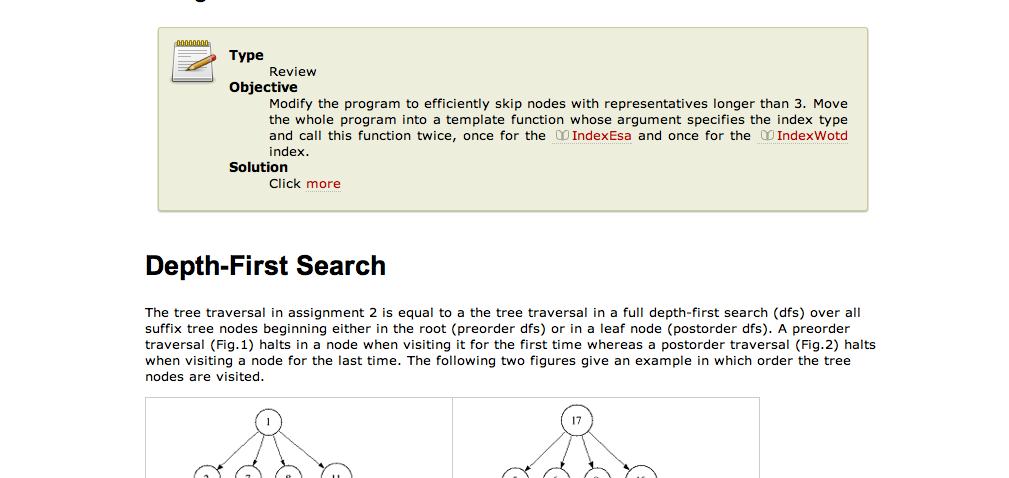 Type
Review
Objective
Modify the program to efficiently skip nodes with representatives longer than 3. Move
the whole program into a template function whose argument specifies the index type
and call this function twice, once for the IndexEsa and once for the IndexWotd
index.
Solution
Click more
Depth-First Search
The tree traversal in assignment 2 is equal to a the tree traversal in a full depth-first search (dfs) over all
suffix tree nodes beginning either in the root (preorder dfs) or in a leaf node (postorder dfs). A preorder
traversal (Fig.1) halts in a node when visiting it for the first time whereas a postorder traversal (Fig.2) halts
when visiting a node for the last time. The following two figures give an example in which order the tree
nodes are visited.
1 17